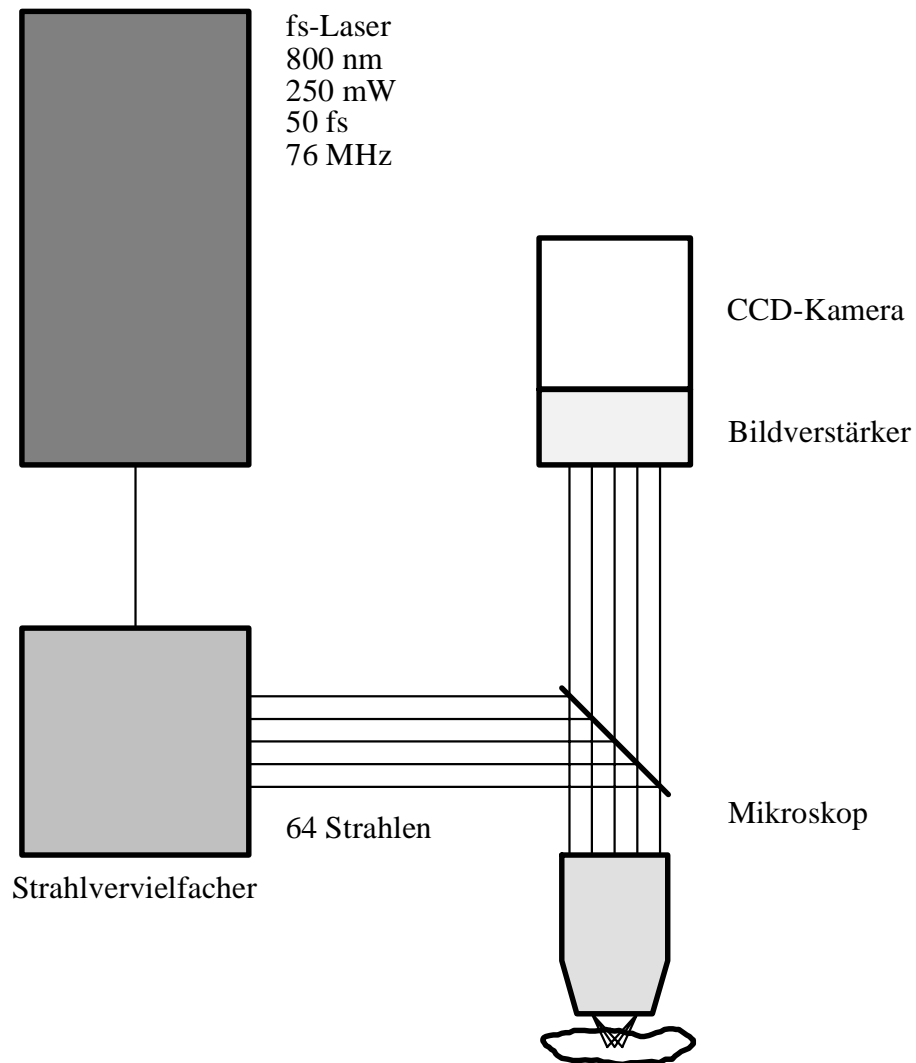 fs-Laser
800 nm
250 mW
50 fs
76 MHz
CCD-Kamera
Bildverstärker
Mikroskop
64 Strahlen
Strahlvervielfacher